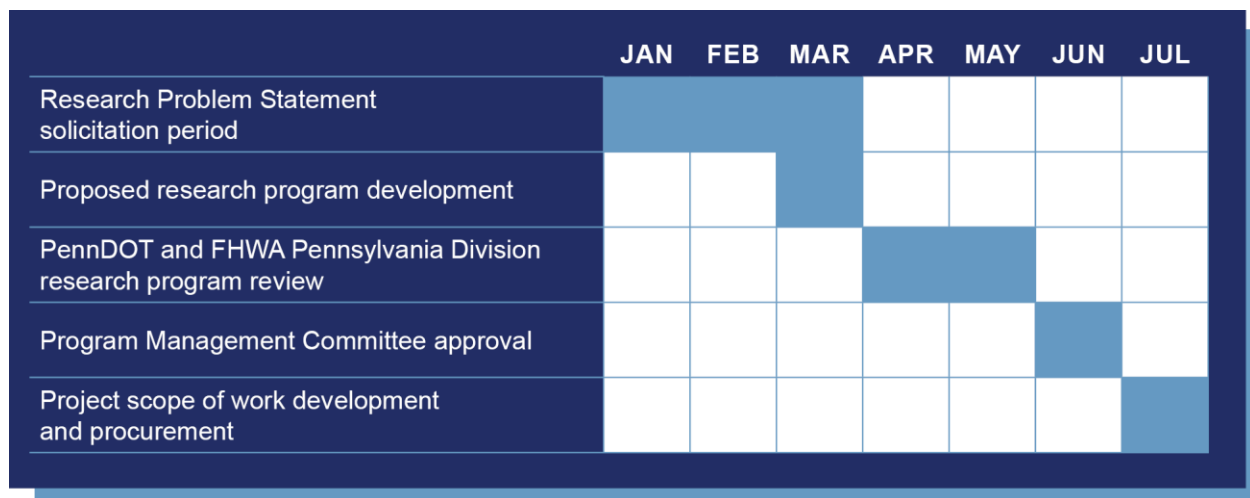 JAN FEB MAR APR MAY JUN JUL
Research Problem Statement
solicitation period
Proposed research program development
PennDOT and FHWA Pennsylvania Division
research program review
Program Management Committee approval
Project scope of work development
and procurement